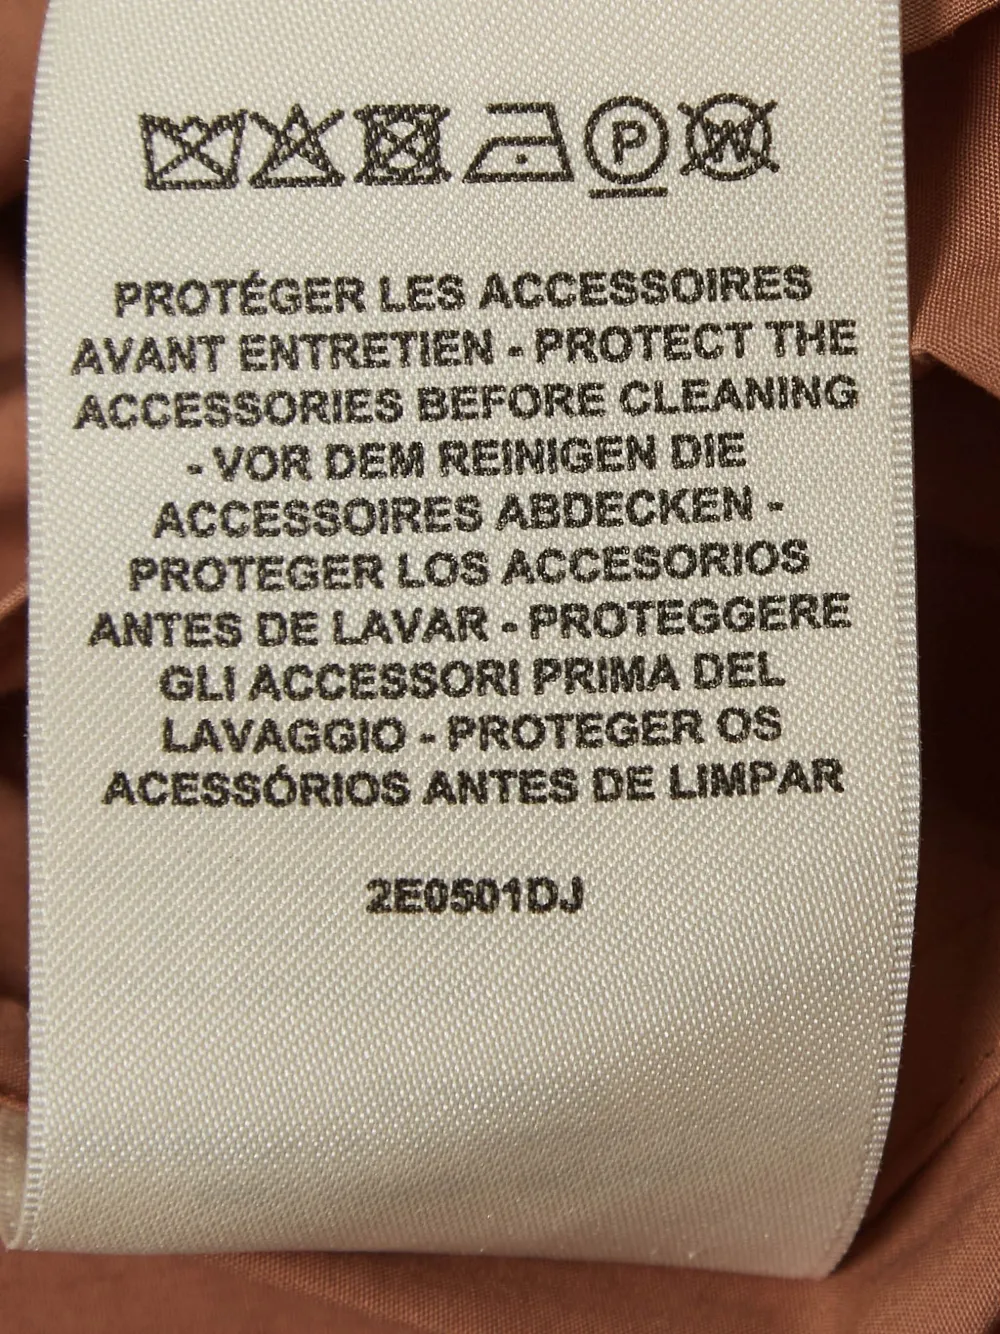 P W
PROTÉGER LES ACCESSOIRES
AVANT ENTRETIEN - PROTECT THE
ACCESSORIES BEFORE CLEANING
- VOR DEM REINIGEN DIE
ACCESSOIRES ABDECKEN -
PROTEGER LOS ACCESORIOS
ANTES DE LAVAR - PROTEGGERE
GLI ACCESSORI PRIMA DEL
LAVAGGIO - PROTEGER OS
ACESSÓRIOS ANTES DE LIMPAR
2E0501DJ